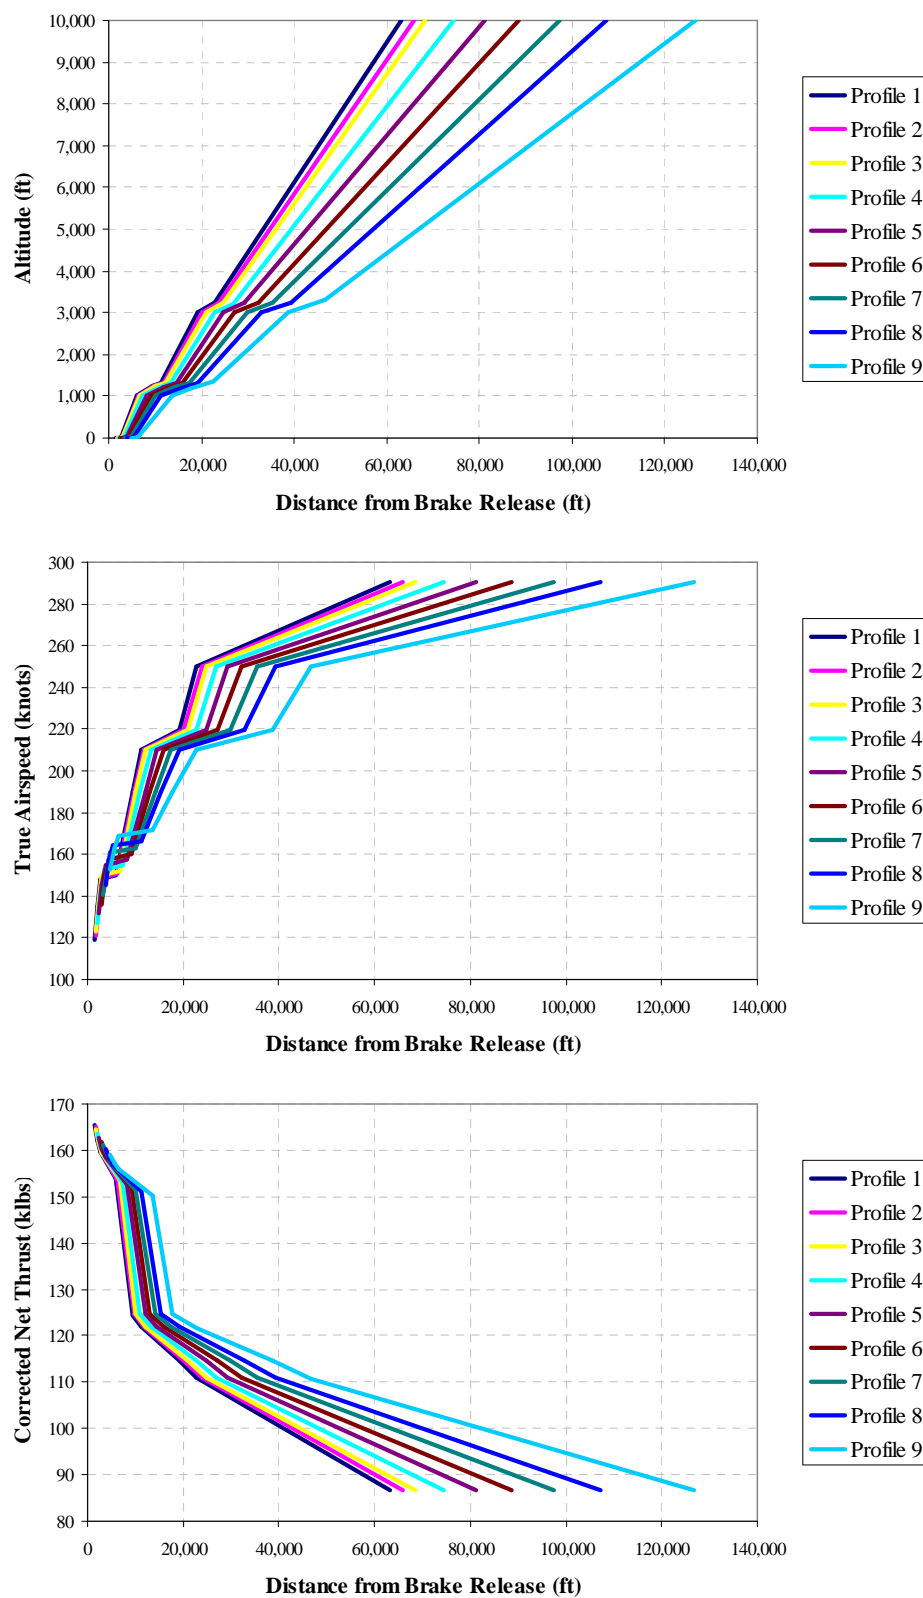 10,000
9,000
8,000
7,000
6,000
5,000
4,000
3,000
2,000
1,000
0
Altitude (ft)
0 20,000 40,000 60,000 80,000 100,000 120,000 140,000
Distance from Brake Release (ft)
Profile 1
Profile 2
Profile 3
Profile 4
Profile 5
Profile 6
Profile 7
Profile 8
Profile 9
300
280
260
240
220
200
180
160
140
120
100
True Airspeed (knots)
0 20,000 40,000 60,000 80,000 100,000 120,000 140,000
Distance from Brake Release (ft)
Profile 1
Profile 2
Profile 3
Profile 4
Profile 5
Profile 6
Profile 7
Profile 8
Profile 9
170
160
150
140
130
120
110
100
90
80
Corrected Net Thrust (klbs)
0 20,000 40,000 60,000 80,000 100,000 120,000 140,000
Distance from Brake Release (ft)
Profile 1
Profile 2
Profile 3
Profile 4
Profile 5
Profile 6
Profile 7
Profile 8
Profile 9